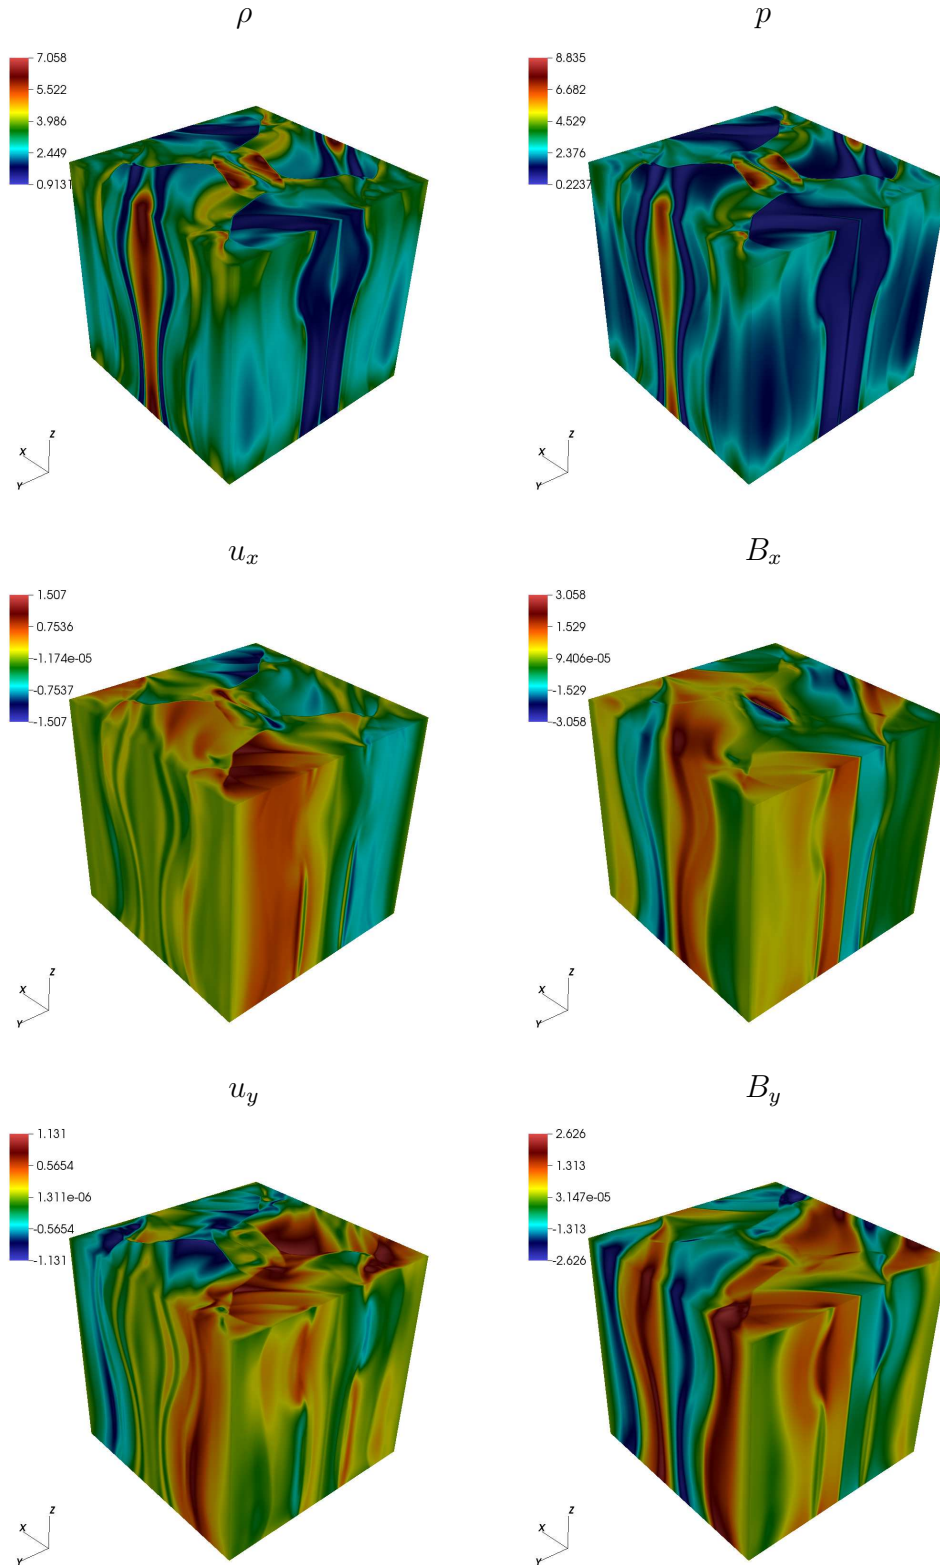 ρ
p
7.058
5.522
3.986
2.449
0.9131
8.835
6.682
4.529
2.376
0.2237
Z
X
Y
Z
X
Y
u_x
B_x
1.507
0.7536
-1.174e-05
-0.7537
-1.507
3.058
1.529
9.406e-05
-1.529
-3.058
Z
X
Y
Z
X
Y
u_y
B_y
1.131
0.5654
1.311e-06
-0.5654
-1.131
2.626
1.313
3.147e-05
-1.313
-2.626
Z
X
Y
Z
X
Y